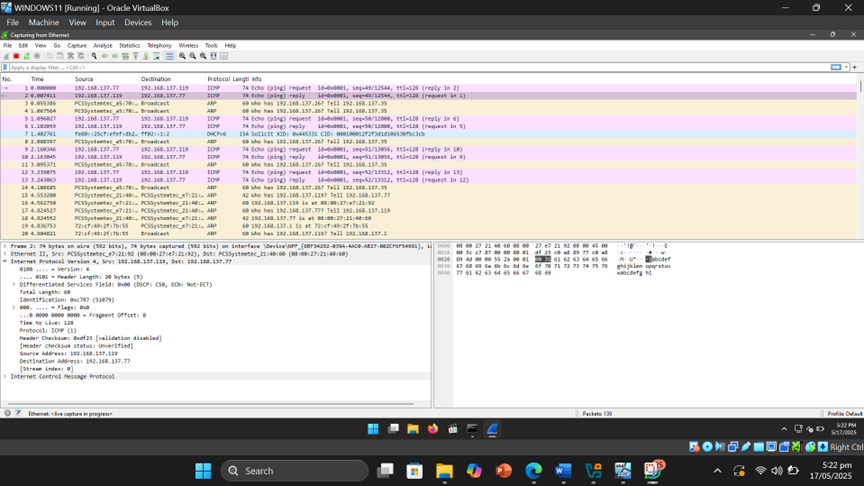 WINDOWS11 [Running] - Oracle VirtualBox
File Machine View Input Devices Help
Capturing from Ethernet
File Edit View Go Capture Analyze Statistics Telephony Wireless Tools Help
Apply a display filter ... <Ctrl-/>
No. Time Source Destination Protocol Length Info
1 0.000000 192.168.137.77 192.168.137.119 ICMP 74 Echo (ping) request id=0x0001, seq=49/12544, ttl=128 (reply in 2)
2 0.007411 192.168.137.119 192.168.137.77 ICMP 74 Echo (ping) reply id=0x0001, seq=49/12544, ttl=128 (request in 1)
3 0.055386 PCSSystemtec_a5:70:… Broadcast ARP 60 Who has 192.168.137.26? Tell 192.168.137.35
4 1.067504 PCSSystemtec_a5:70:… Broadcast ARP 60 Who has 192.168.137.26? Tell 192.168.137.35
5 1.096027 192.168.137.77 192.168.137.119 ICMP 74 Echo (ping) request id=0x0001, seq=50/12800, ttl=128 (reply in 6)
6 1.102059 192.168.137.119 192.168.137.77 ICMP 74 Echo (ping) reply id=0x0001, seq=50/12800, ttl=128 (request in 5)
7 1.402761 ff02::1:2 DHCPv6 154 Solicit XID: 0x445331 CID:
8 2.080397 PCSSystemtec_a5:70:… Broadcast ARP 60 Who has 192.168.137.26? Tell 192.168.137.35
9 2.160346 192.168.137.77 192.168.137.119 ICMP 74 Echo (ping) request id=0x0001, seq=51/13056, ttl=128 (reply in 10)
10 2.163045 192.168.137.119 192.168.137.77 ICMP 74 Echo (ping) reply id=0x0001, seq=51/13056, ttl=128 (request in 9)
11 3.095371 PCSSystemtec_a5:70:… Broadcast ARP 60 Who has 192.168.137.26? Tell 192.168.137.35
12 3.239075 192.168.137.77 192.168.137.119 ICMP 74 Echo (ping) request id=0x0001, seq=52/13312, ttl=128 (reply in 13)
13 3.243063 192.168.137.119 192.168.137.77 ICMP 74 Echo (ping) reply id=0x0001, seq=52/13312, ttl=128 (request in 12)
14 4.108685 PCSSystemtec_a5:70:… Broadcast ARP 60 Who has 192.168.137.26? Tell 192.168.137.35
15 4.553200 PCSSystemtec_21:40:… PCSSystemtec_e7:21:… ARP 42 Who has 192.168.137.119? Tell 192.168.137.77
16 4.562750 PCSSystemtec_e7:21:… PCSSystemtec_21:40:… ARP 60 192.168.137.119 is at 08:00:27:e7:21:92
17 4.824527 PCSSystemtec_e7:21:… PCSSystemtec_21:40:… ARP 60 Who has 192.168.137.77? Tell 192.168.137.119
18 4.824552 PCSSystemtec_21:40:… PCSSystemtec_e7:21:… ARP 42 192.168.137.77 is at 08:00:27:21:40:60
19 4.836753 72:cf:49:2f:7b:55 PCSSystemtec_21:40:… ARP 60 192.168.137.1 is at 72:cf:49:2f:7b:55
20 4.904821 72:cf:49:2f:7b:55 PCSSystemtec_e7:21:… ARP 60 Who has 192.168.137.119? Tell 192.168.137.1
Frame 2: 74 bytes on wire (592 bits), 74 bytes captured (592 bits) on interface
Ethernet II, Src: PCSSystemtec_e7:21:92 (08:00:27:e7:21:92), Dst: PCSSystemtec_21:40:60 (08:00:27:21:40:60)
Internet Protocol Version 4, Src: 192.168.137.119, Dst: 192.168.137.77
0100 .... = Version: 4
.... 0101 = Header Length: 20 bytes (5)
Differentiated Services Field: 0x00 (DSCP: CS0, ECN: Not-ECT)
Total Length: 60
Identification: 0xc787 (51079)
000. .... = Flags: 0x0
...0 0000 0000 0000 = Fragment Offset: 0
Time to Live: 128
Protocol: ICMP (1)
Header Checksum: 0xdf23 [validation disabled]
[Header checksum status: Unverified]
Source Address: 192.168.137.119
Destination Address: 192.168.137.77
[Stream index: 0]
Internet Control Message Protocol
0000 08 00 27 21 40 60 08 00 27 e7 21 92 08 00 45 00
0010 00 3c c7 87 00 00 80 01 df 23 c0 a8 89 77 c0 a8
0020 89 4d 00 00 55 2a 00 01 00 31 61 62 63 64 65 66
0030 67 68 69 6a 6b 6c 6d 6e 6f 70 71 72 73 74 75 76
0040 77 61 62 63 64 65 66 67 68 69
ghijklmn opqrstuv
wabcdefg hi
Ethernet: <live capture in progress>
Packets: 139
Profile: Default
5:22 PM
5/17/2025
Right Ctrl
Search
5:22 pm
17/05/2025